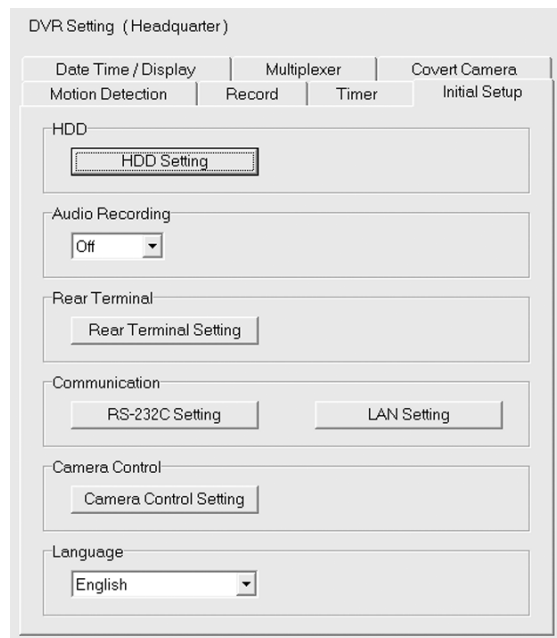 DVR Setting (Headquarter)
Date Time / Display Multiplexer Covert Camera
Motion Detection Record Timer Initial Setup
HDD
HDD Setting
Audio Recording
Off
Rear Terminal
Rear Terminal Setting
Communication
RS-232C Setting LAN Setting
Camera Control
Camera Control Setting
Language
English